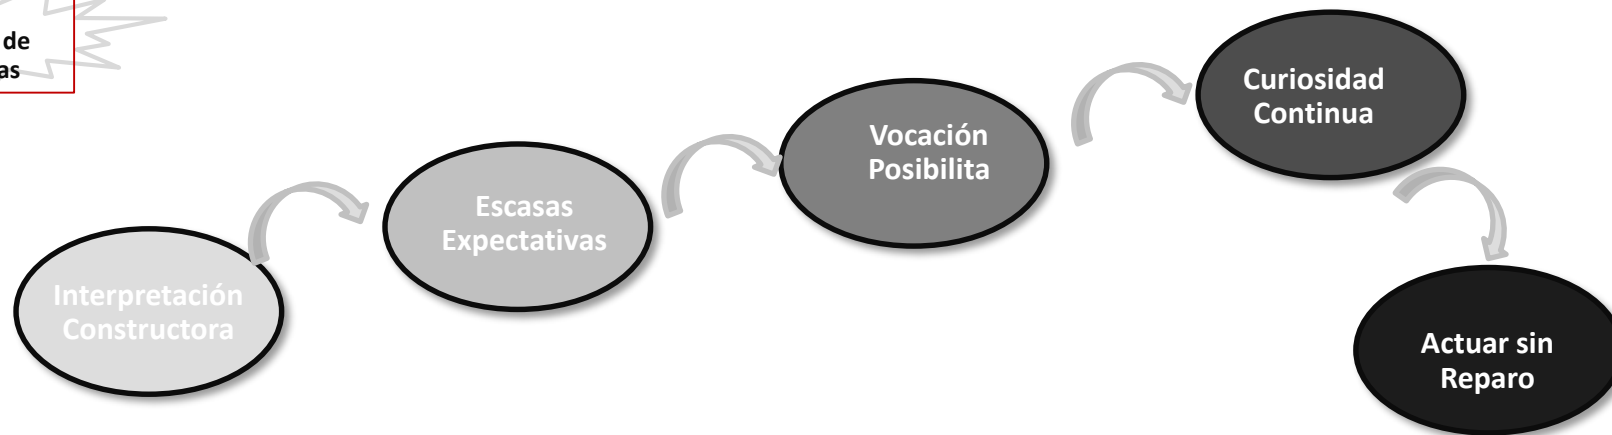 de
as
Interpretación
Constructora
Escasas
Expectativas
Vocación
Posibilita
Curiosidad
Continua
Actuar sin
Reparo